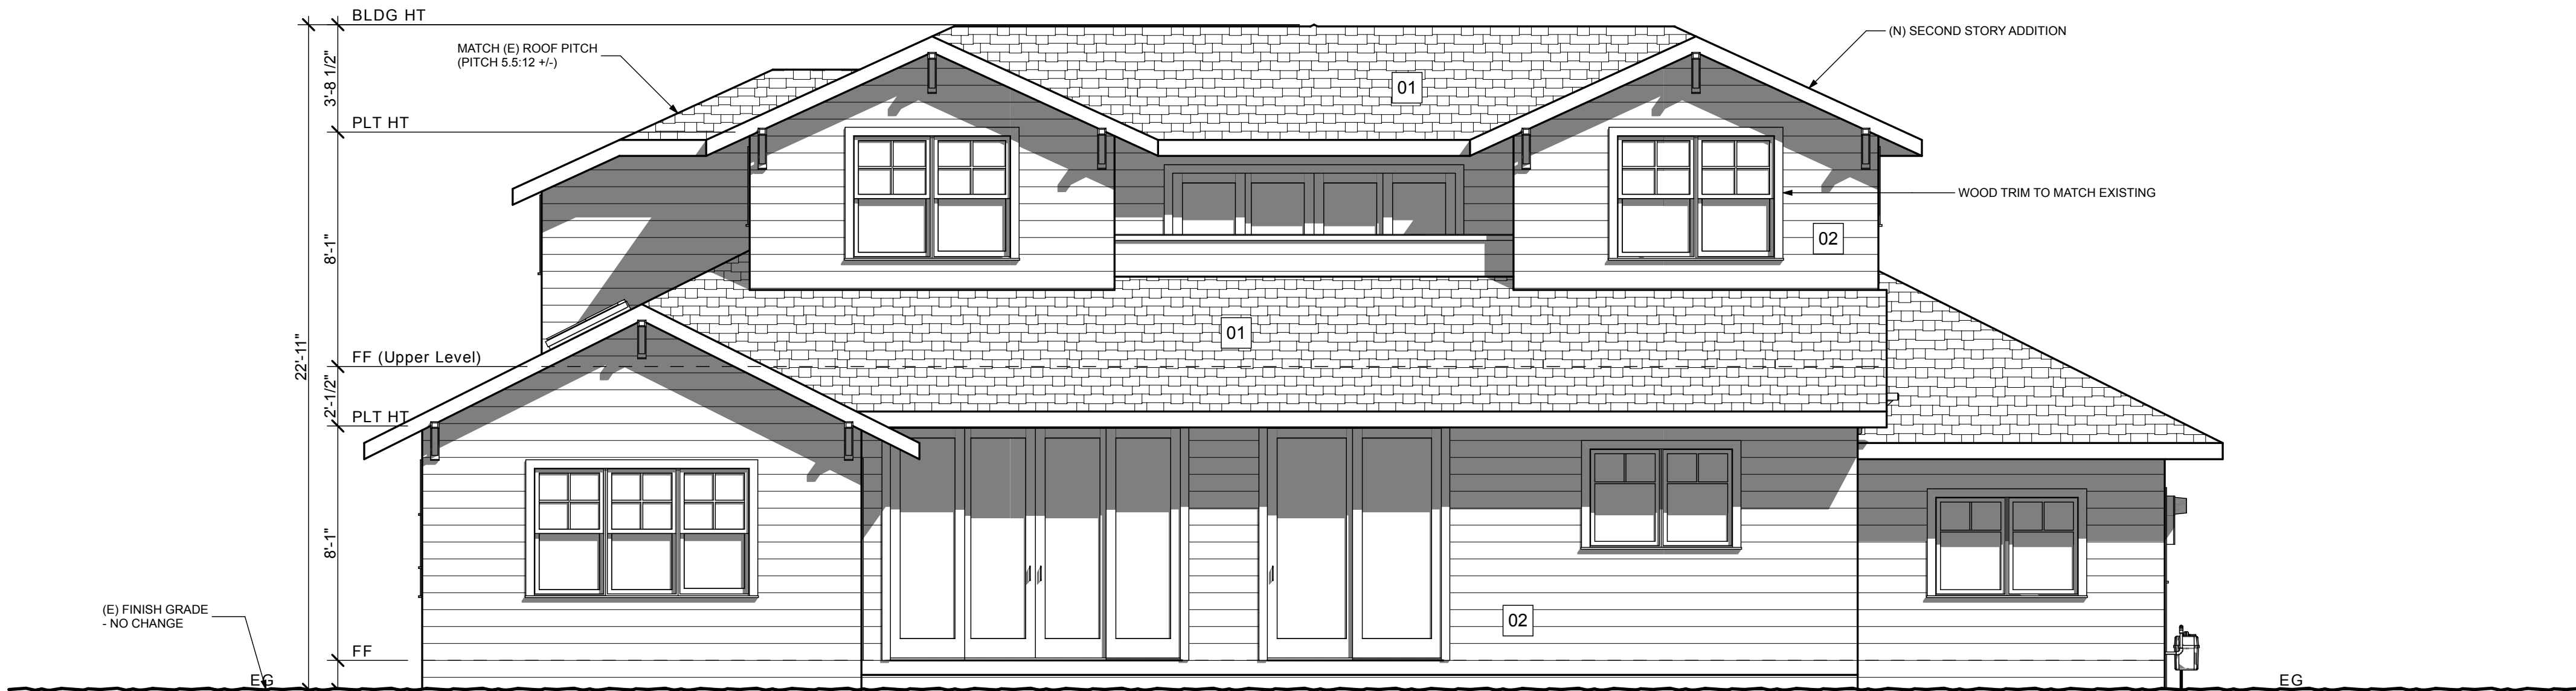 BLDG HT
MATCH (E) ROOF PITCH
(PITCH 5.5:12 +/-)
(N) SECOND STORY ADDITION
3'-8 1/2"
01
PLT HT
WOOD TRIM TO MATCH EXISTING
02
8'-1"
01
22'-11"
FF (Upper Level)
2'-1/2"
PLT HT
8'-1"
(E) FINISH GRADE
- NO CHANGE
02
FF
EG
EG